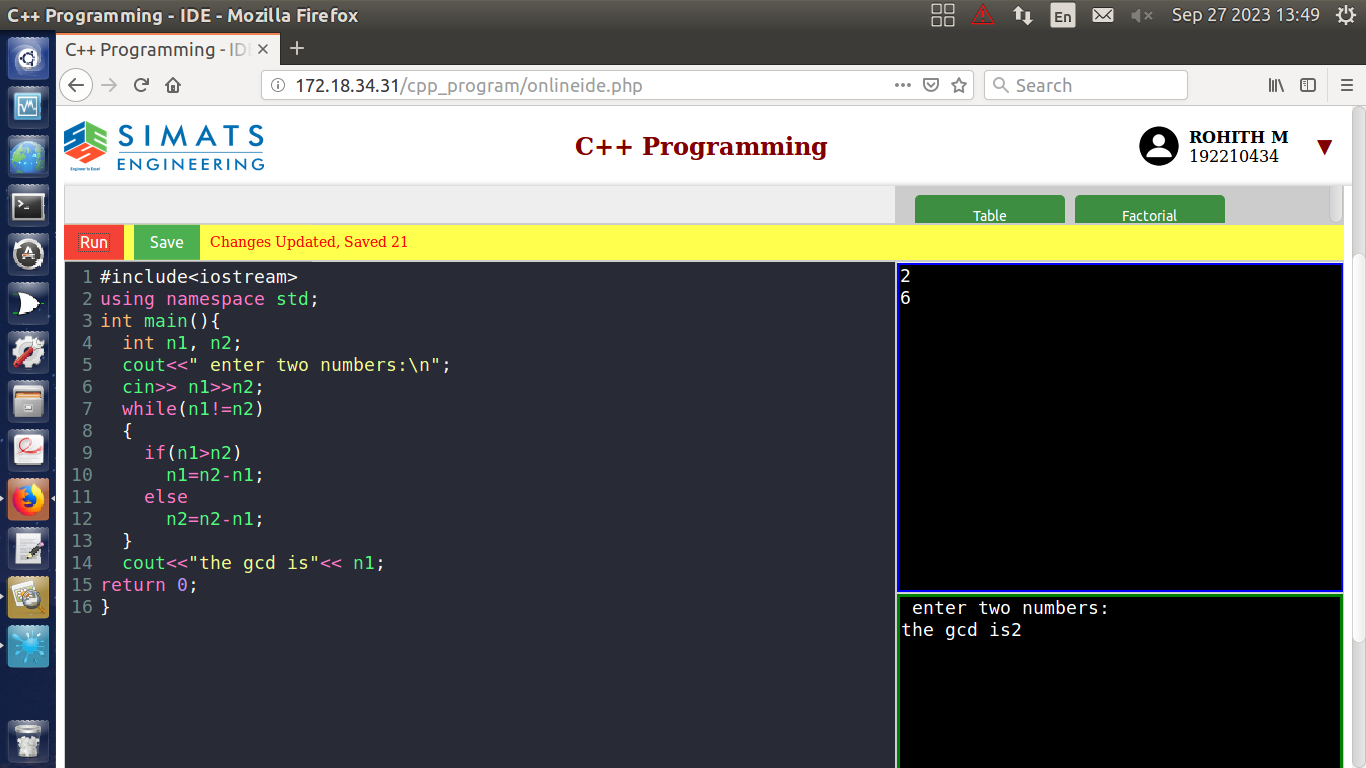 C++ Programming - IDE - Mozilla Firefox
En
Sep 27 2023 13:49
C++ Programming - IDE
172.18.34.31/cpp_program/onlineide.php
Search
SIMATS
ENGINEERING
Engineer to Excel
C++ Programming
ROHITH M
192210434
Table
Factorial
Run
Save
Changes Updated, Saved 21
1 #include<iostream>
2 using namespace std;
3 int main(){
4 int n1, n2;
5 cout<<" enter two numbers:\n";
6 cin>> n1>>n2;
7 while(n1!=n2)
8 {
9 if(n1>n2)
10 n1=n2-n1;
11 else
12 n2=n2-n1;
13 }
14 cout<<"the gcd is"<< n1;
15 return 0;
16 }
2
6
enter two numbers:
the gcd is2